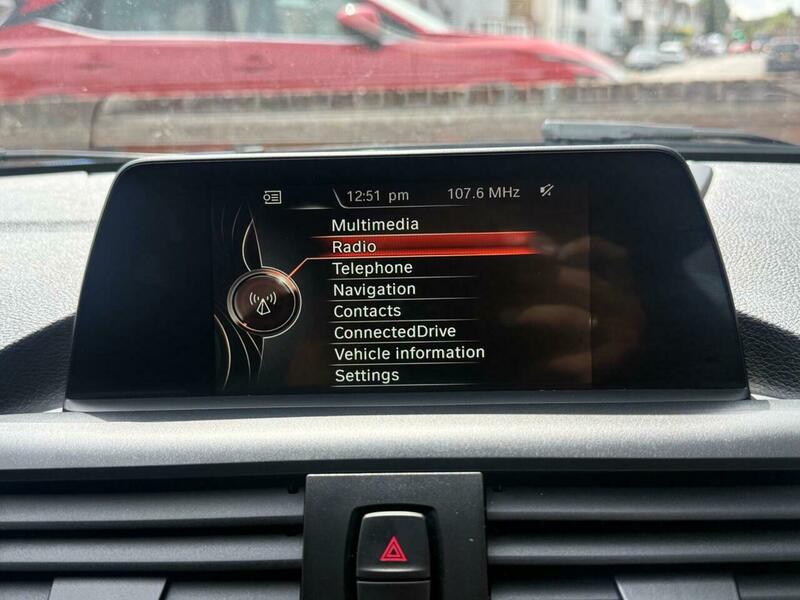 12:51 pm 107.6 MHz
Multimedia
Radio
Telephone
Navigation
Contacts
ConnectedDrive
Vehicle information
Settings